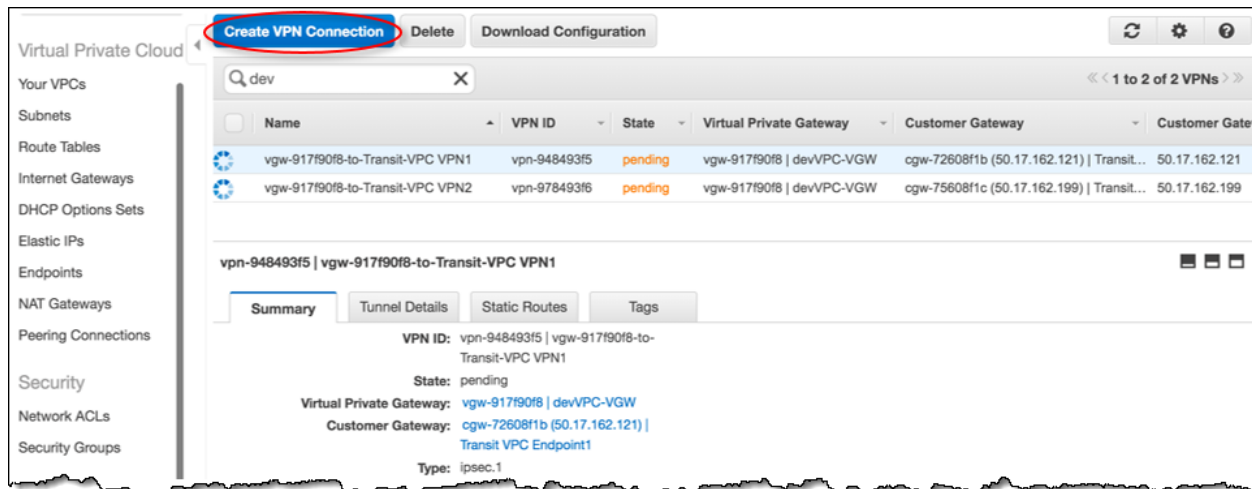 Create VPN Connection Delete Download Configuration
Virtual Private Cloud
Your VPCs
Subnets
Route Tables
Internet Gateways
DHCP Options Sets
Elastic IPs
Endpoints
NAT Gateways
Peering Connections
Security
Network ACLs
Security Groups
dev
1 to 2 of 2 VPNs
Name VPN ID State Virtual Private Gateway Customer Gateway Customer Gate
vgw-917f90f8-to-Transit-VPC VPN1 vpn-948493f5 pending vgw-917f90f8 | devVPC-VGW cgw-72608f1b (50.17.162.121) | Transit... 50.17.162.121
vgw-917f90f8-to-Transit-VPC VPN2 vpn-978493f6 pending vgw-917f90f8 | devVPC-VGW cgw-75608f1c (50.17.162.199) | Transit... 50.17.162.199
vpn-948493f5 | vgw-917f90f8-to-Transit-VPC VPN1
Summary Tunnel Details Static Routes Tags
VPN ID: vpn-948493f5 | vgw-917f90f8-to-
Transit-VPC VPN1
State: pending
Virtual Private Gateway: vgw-917f90f8 | devVPC-VGW
Customer Gateway: cgw-72608f1b (50.17.162.121) |
Transit VPC Endpoint1
Type: ipsec.1